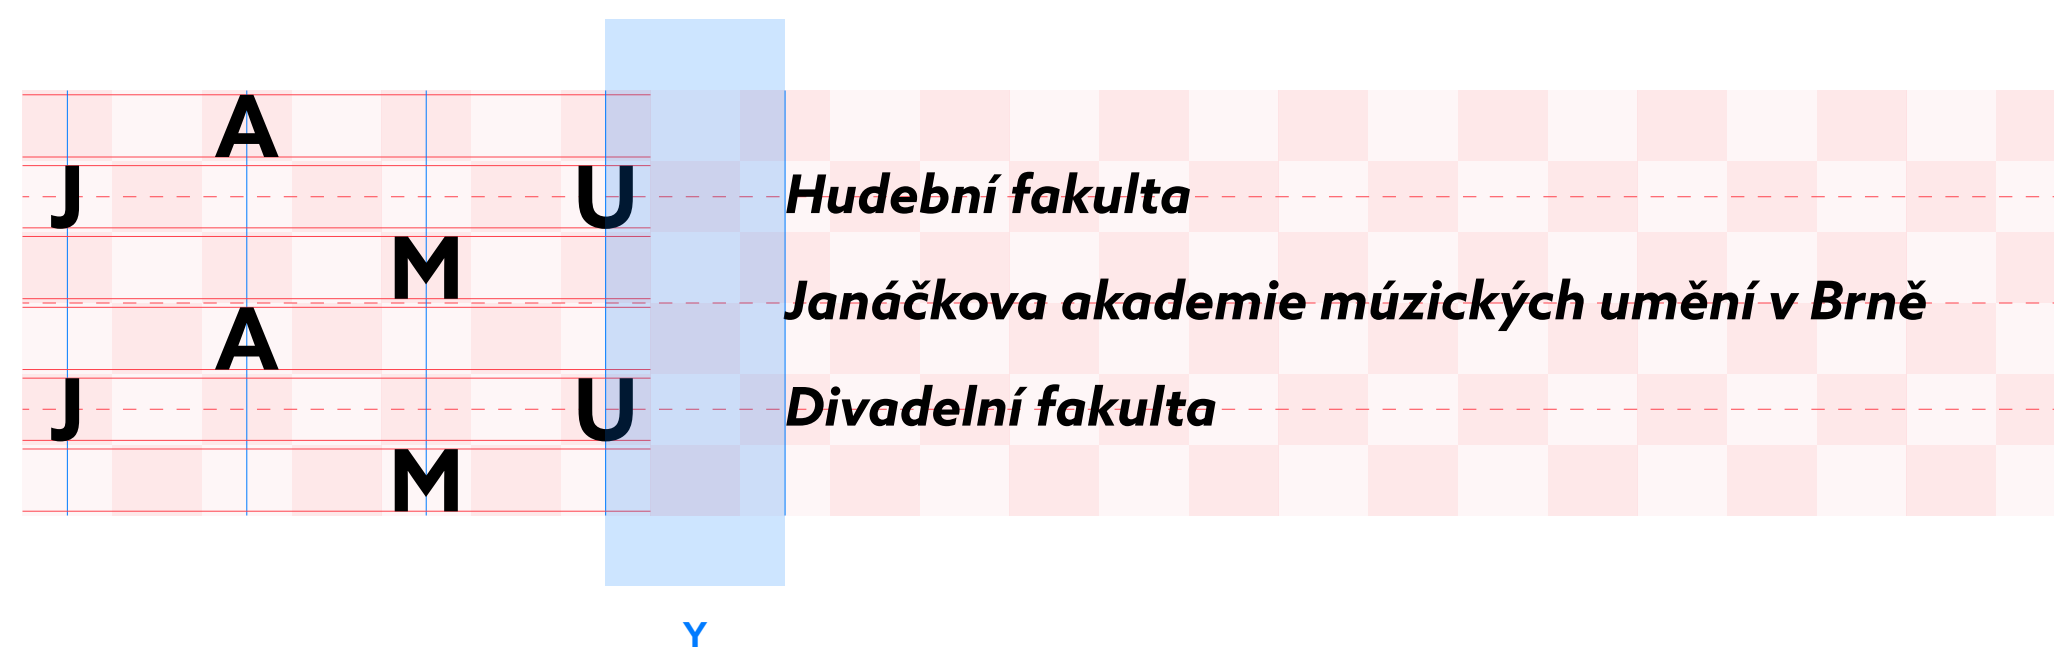 A
J U Hudební fakulta
M
Janáčkova akademie múzických umění v Brně
A
J U Divadelní fakulta
M
Y